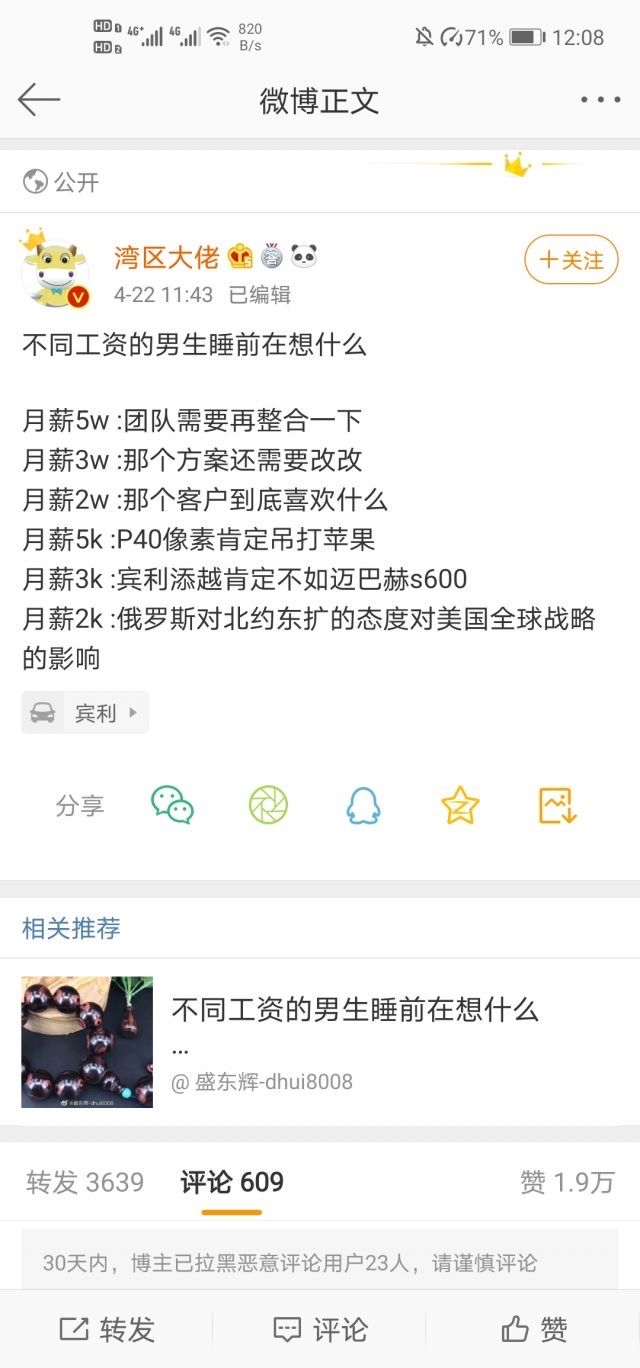 HD 1 4G+ 4G 820
HD 2 B/s
71% 12:08
微博正文
公开
湾区大佬
答
V
+关注
4-22 11:43 已编辑
不同工资的男生睡前在想什么
月薪5w :团队需要再整合一下
月薪3w :那个方案还需要改改
月薪2w :那个客户到底喜欢什么
月薪5k :P40像素肯定吊打苹果
月薪3k :宾利添越肯定不如迈巴赫s600
月薪2k :俄罗斯对北约东扩的态度对美国全球战略
的影响
宾利
分享
相关推荐
不同工资的男生睡前在想什么
...
@ 盛东辉-dhui8008
@盛东辉-dhui8008
转发 3639 评论 609 赞 1.9万
30天内，博主已拉黑恶意评论用户23人，请谨慎评论
转发 评论 赞